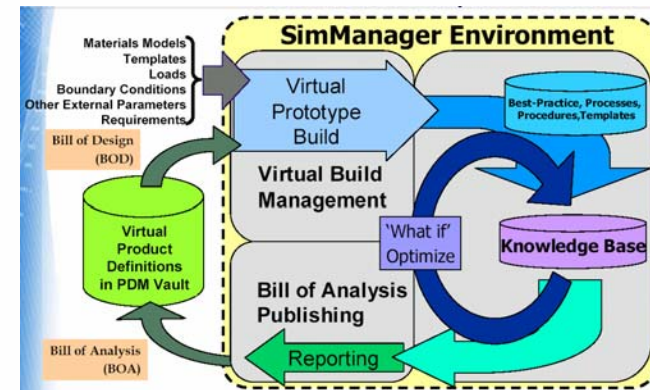 SimManager Environment
Materials Models
Templates
Loads
Boundary Conditions
Other External Parameters
Requirements
Bill of Design
(BOD)
Virtual
Prototype
Build
Best-Practice, Processes,
Procedures,Templates
Virtual Build
Management
Virtual
Product
Definitions
in PDM Vault
'What if'
Optimize
Knowledge Base
Bill of Analysis
Publishing
Reporting
Bill of Analysis
(BOA)